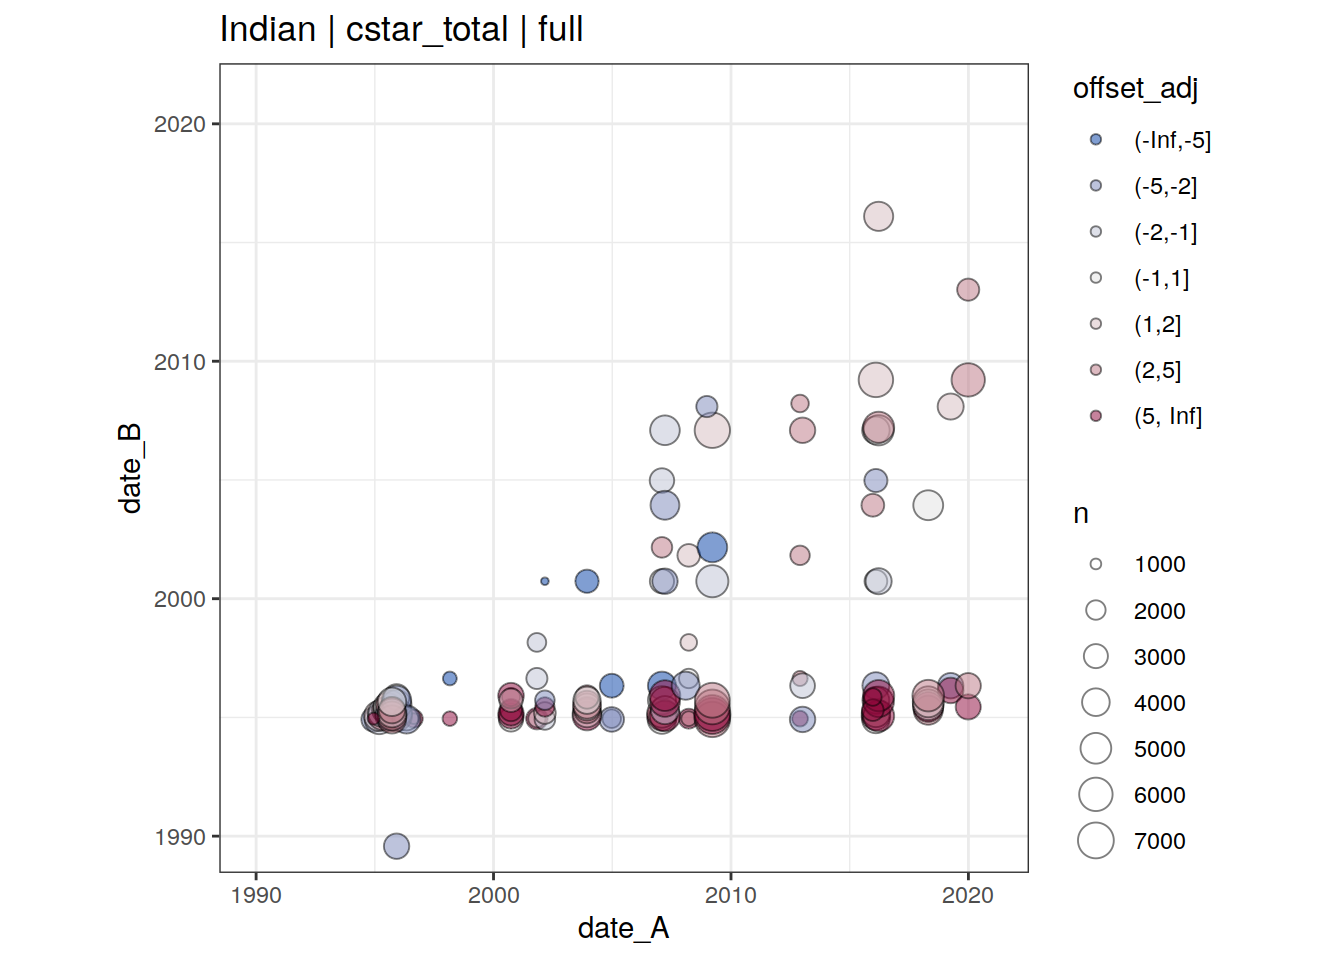 Indian | cstar_total | full
offset_adj
(-Inf,-5]
(-5,-2]
(-2,-1]
(-1,1]
(1,2]
(2,5]
(5, Inf]
n
1000
2000
3000
4000
5000
6000
7000
date_B
2020
2010
2000
1990
1990
2000
2010
2020
date_A